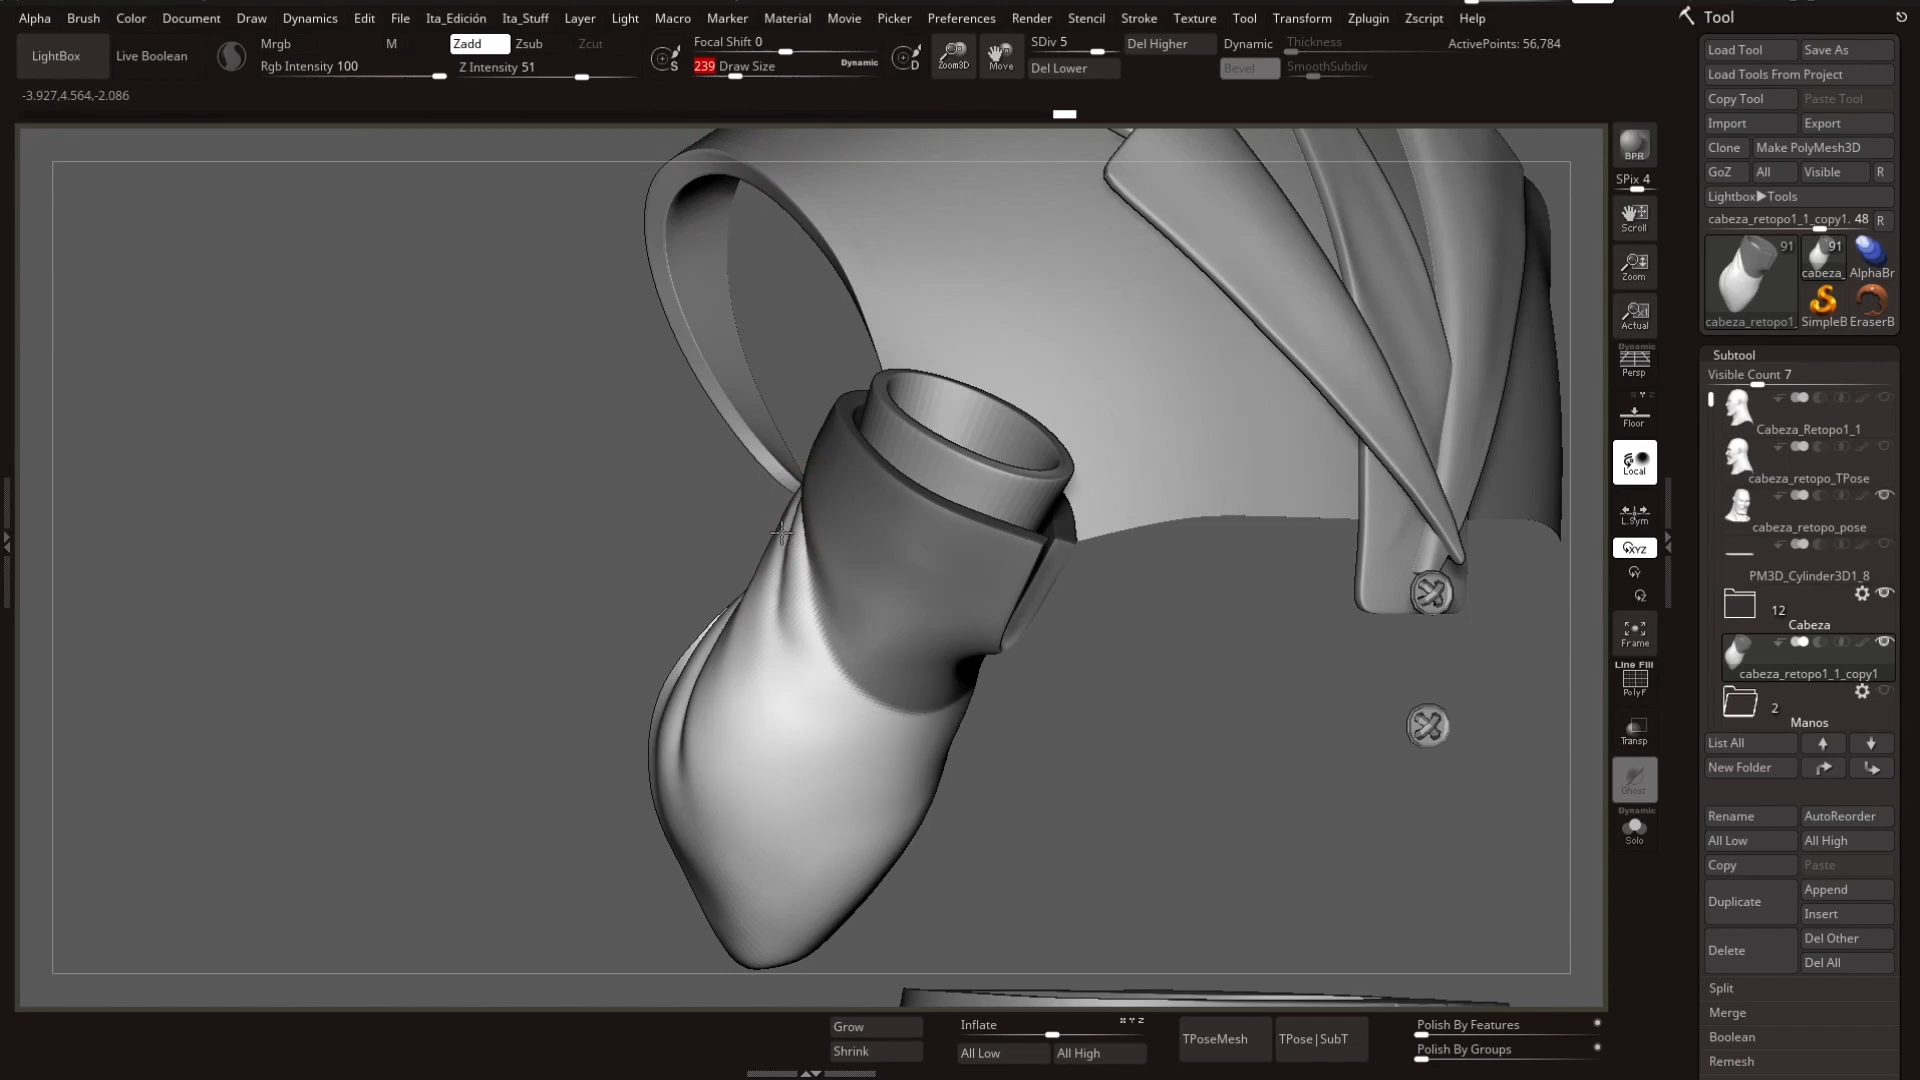 Alpha Brush Color Document Draw Dynamics Edit File Ita_Edición Ita_Stuff Layer Light Macro Marker Material Movie Picker Preferences Render Stencil Stroke Texture Tool Transform Zplugin Zscript Help
Tool
LightBox
Live Boolean
Mrgb M
Rgb Intensity 100
Zadd Zsub Zcut
Z Intensity 51
S
Focal Shift 0
239 Draw Size
Dynamic
D
Zoom3D
Move
SDiv 5
Del Lower
Del Higher
Dynamic
Bevel
Thickness
SmoothSubdiv
ActivePoints: 56,784
-3.927,4.564,-2.086
Load Tool Save As
Load Tools From Project
Copy Tool Paste Tool
Import Export
Clone Make PolyMesh3D
GoZ All Visible R
Lightbox▶Tools
cabeza_retopo1_1_copy1. 48 R
91 91
cabeza_ AlphaBr
cabeza_retopo1_ SimpleB EraserB
BPR
SPix 4
Scroll
Zoom
Actual
Dynamic
Persp
Floor
Local
L.Sym
XYZ
Y
Z
Frame
Line Fill
PolyF
Transp
Ghost
Dynamic
Solo
Subtool
Visible Count 7
Cabeza_Retopo1_1
cabeza_retopo_TPose
cabeza_retopo_pose
PM3D_Cylinder3D1_8
12
Cabeza
cabeza_retopo1_1_copy1
2
Manos
List All
New Folder
Rename AutoReorder
All Low All High
Copy Paste
Duplicate Append
Insert
Delete Del Other
Del All
Split
Merge
Boolean
Remesh
Grow
Shrink
Inflate X Y Z
All Low All High
TPoseMesh TPose|SubT
Polish By Features
Polish By Groups